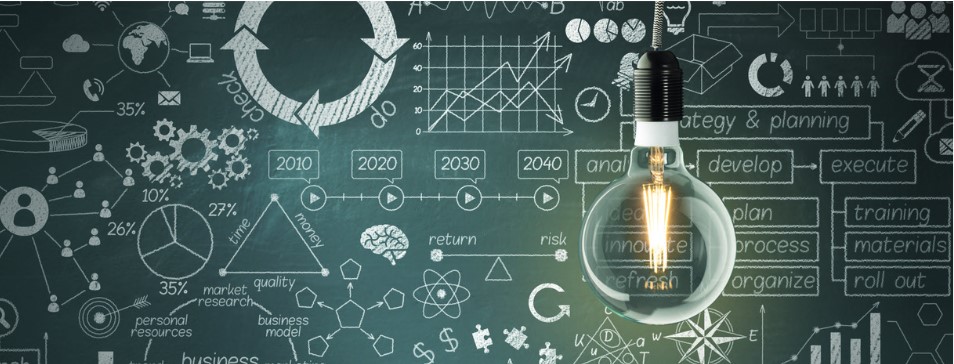 A
B
ab
check
do
60
40
20
10
0
35%
strategy & planning
2010
2020
2030
2040
develop
execute
10%
27%
26%
35%
time
money
quality
return
risk
idea
innovate
refresh
plan
process
organize
training
materials
roll out
market
research
personal
resources
business
model
business
$
$
K
D
u
a
T
W
E